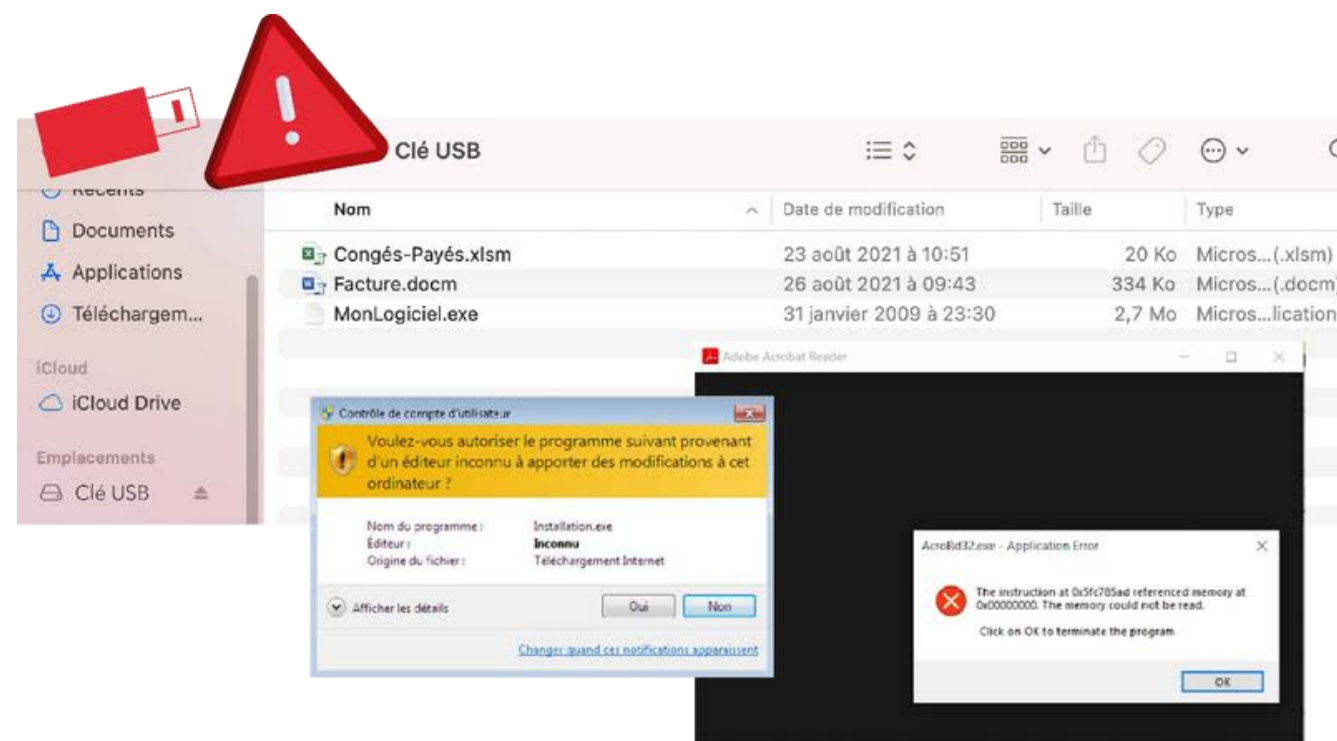 Clé USB
Récents
Documents
Applications
Téléchargem...
iCloud
iCloud Drive
Emplacements
Clé USB
Nom Date de modification Taille Type
Congés-Payés.xlsm 23 août 2021 à 10:51 20 Ko Micros...(.xlsm)
Facture.docm 26 août 2021 à 09:43 334 Ko Micros...(.docm)
MonLogiciel.exe 31 janvier 2009 à 23:30 2,7 Mo Micros...lication
Adobe Acrobat Reader
Contrôle de compte d'utilisateur
Voulez-vous autoriser le programme suivant provenant
d'un éditeur inconnu à apporter des modifications à cet
ordinateur ?
Nom du programme : Installation.exe
Éditeur : Inconnu
Origine du fichier : Téléchargement Internet
Afficher les détails Oui Non
Changer quand ces notifications apparaissent
AcroRd32.exe - Application Error
The instruction at 0x5fc785ad referenced memory at
0x00000000. The memory could not be read.
Click on OK to terminate the program
OK